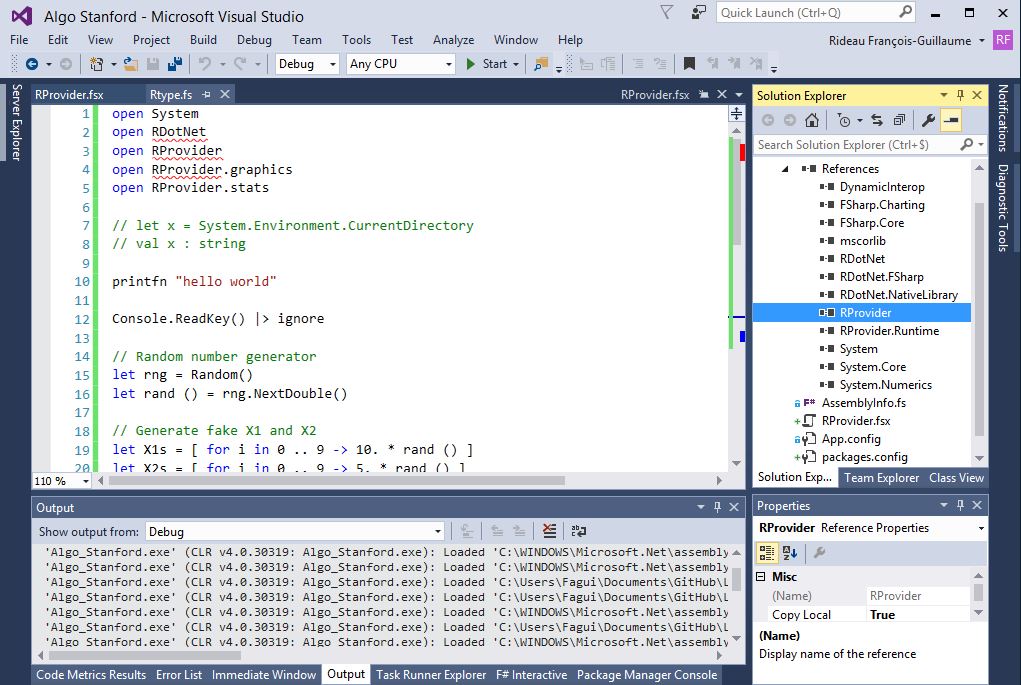 Algo Stanford - Microsoft Visual Studio
Quick Launch (Ctrl+Q)
File Edit View Project Build Debug Team Tools Test Analyze Window Help
Rideau François-Guillaume RF
Debug Any CPU Start
Server Explorer
RProvider.fsx Rtype.fs RProvider.fsx
1 open System
2 open RDotNet
3 open RProvider
4 open RProvider.graphics
5 open RProvider.stats
6
7 // let x = System.Environment.CurrentDirectory
8 // val x : string
9
10 printfn "hello world"
11
12 Console.ReadKey() |> ignore
13
14 // Random number generator
15 let rng = Random()
16 let rand () = rng.NextDouble()
17
18 // Generate fake X1 and X2
19 let X1s = [ for i in 0 .. 9 -> 10. * rand () ]
20 let X2s = [ for i in 0 .. 9 -> 5. * rand () ]
110 %
Output
Show output from: Debug
'Algo_Stanford.exe' (CLR v4.0.30319: Algo_Stanford.exe): Loaded 'C:\WINDOWS\Microsoft.Net\assembly
'Algo_Stanford.exe' (CLR v4.0.30319: Algo_Stanford.exe): Loaded 'C:\WINDOWS\Microsoft.Net\assembly
'Algo_Stanford.exe' (CLR v4.0.30319: Algo_Stanford.exe): Loaded 'C:\Users\Fagui\Documents\GitHub\L
'Algo_Stanford.exe' (CLR v4.0.30319: Algo_Stanford.exe): Loaded 'C:\Users\Fagui\Documents\GitHub\L
'Algo_Stanford.exe' (CLR v4.0.30319: Algo_Stanford.exe): Loaded 'C:\WINDOWS\Microsoft.Net\assembly
'Algo_Stanford.exe' (CLR v4.0.30319: Algo_Stanford.exe): Loaded 'C:\Users\Fagui\Documents\GitHub\L
'Algo_Stanford.exe' (CLR v4.0.30319: Algo_Stanford.exe): Loaded 'C:\WINDOWS\Microsoft.Net\assembly
Code Metrics Results Error List Immediate Window Output Task Runner Explorer F# Interactive Package Manager Console
Solution Explorer
Search Solution Explorer (Ctrl+$)
References
DynamicInterop
FSharp.Charting
FSharp.Core
mscorlib
RDotNet
RDotNet.FSharp
RDotNet.NativeLibrary
RProvider
RProvider.Runtime
System
System.Core
System.Numerics
F# AssemblyInfo.fs
RProvider.fsx
App.config
packages.config
Solution Exp... Team Explorer Class View
Properties
RProvider Reference Properties
Misc
(Name) RProvider
Copy Local True
(Name)
Display name of the reference
Notifications
Diagnostic Tools